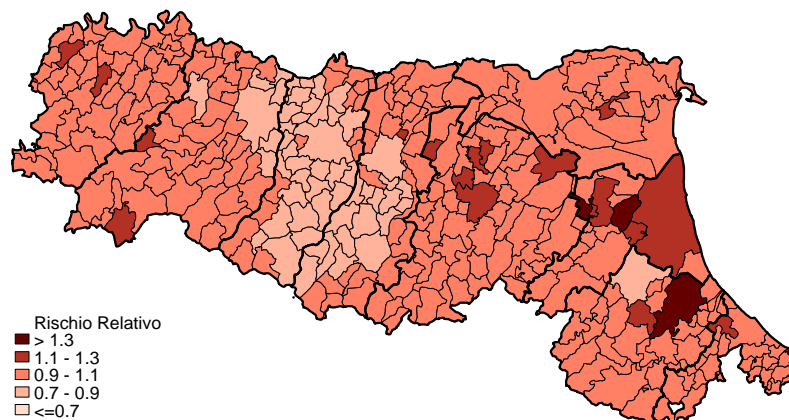 Rischio Relativo
> 1.3
1.1 - 1.3
0.9 - 1.1
0.7 - 0.9
<=0.7